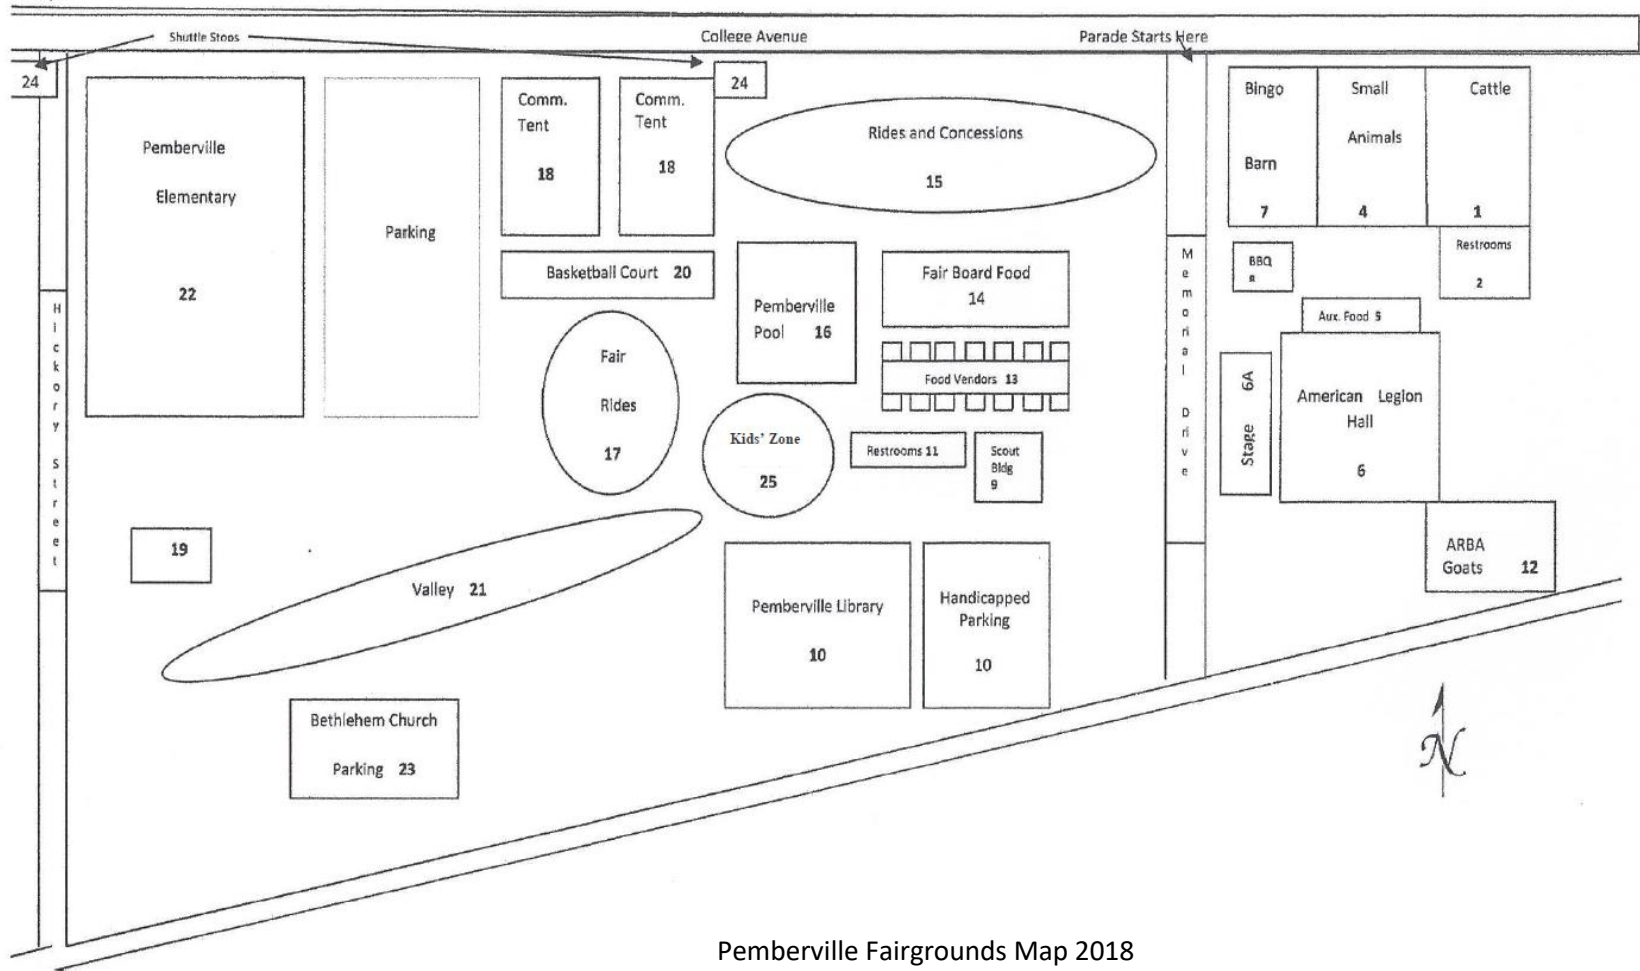 Shuttle Stops
College Avenue
Parade Starts Here
24
Pemberville
Elementary
22
Parking
Comm.
Tent
18
Comm.
Tent
18
24
Rides and Concessions
15
Bingo
Barn
7
Small
Animals
4
Cattle
1
Restrooms
2
BBQ
Aux. Food
Hickory Street
Basketball Court 20
Fair
Rides
17
Pemberville
Pool 16
Fair Board Food
14
Food Vendors 13
Kids' Zone
25
Restrooms 11
Scout
Bldg
9
Memorial Drive
Stage 6A
American Legion
Hall
6
ARBA
Goats 12
19
Valley 21
Pemberville Library
10
Handicapped
Parking
10
Bethlehem Church
Parking 23
N
Pemberville Fairgrounds Map 2018